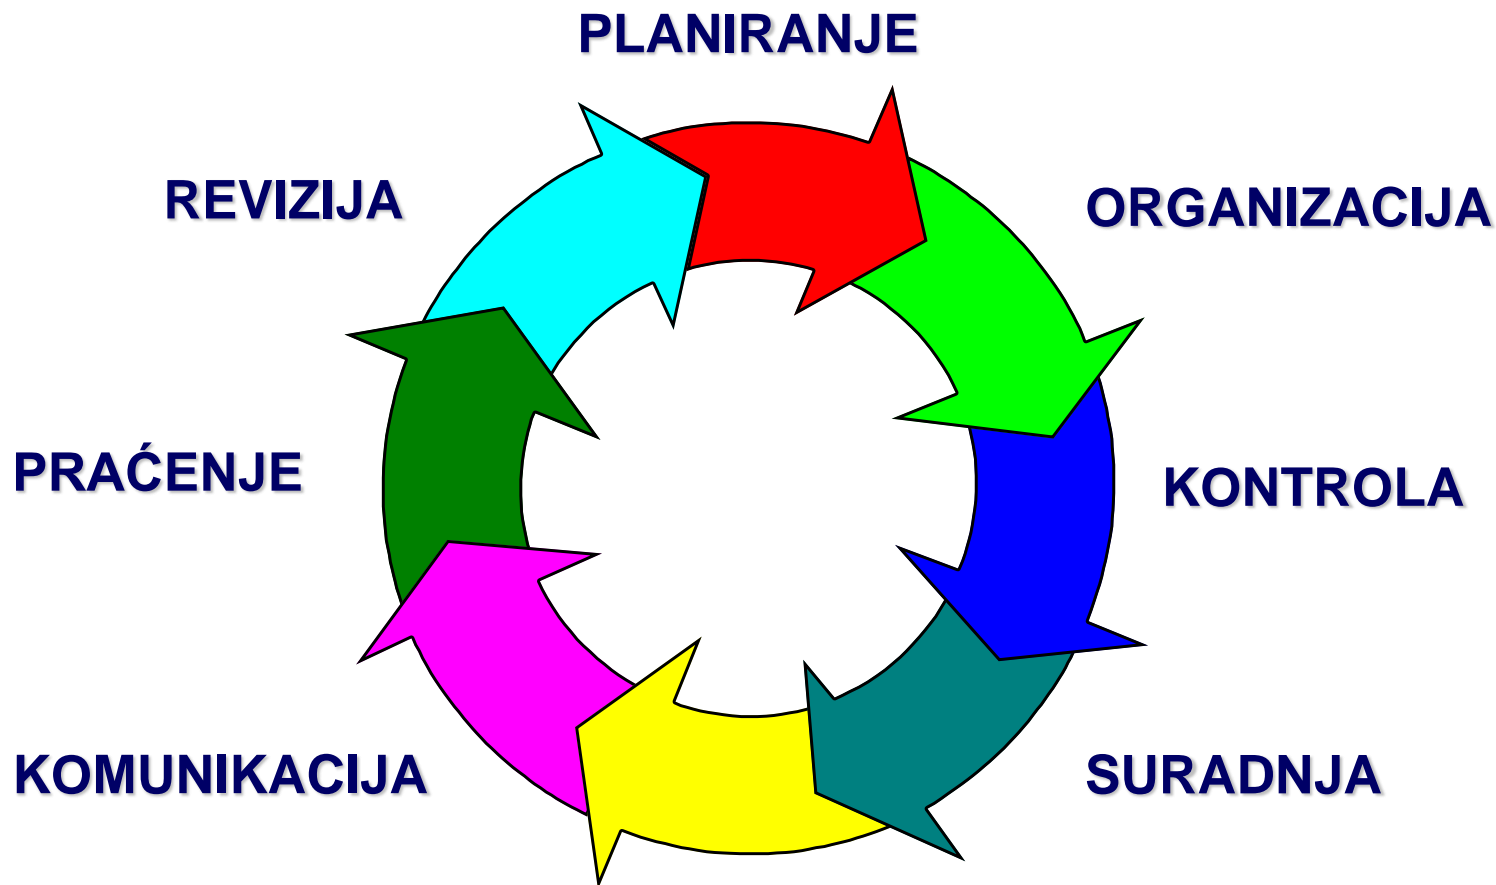 PLANIRANJE
REVIZIJA
ORGANIZACIJA
PRAĆENJE
KONTROLA
KOMUNIKACIJA
SURADNJA